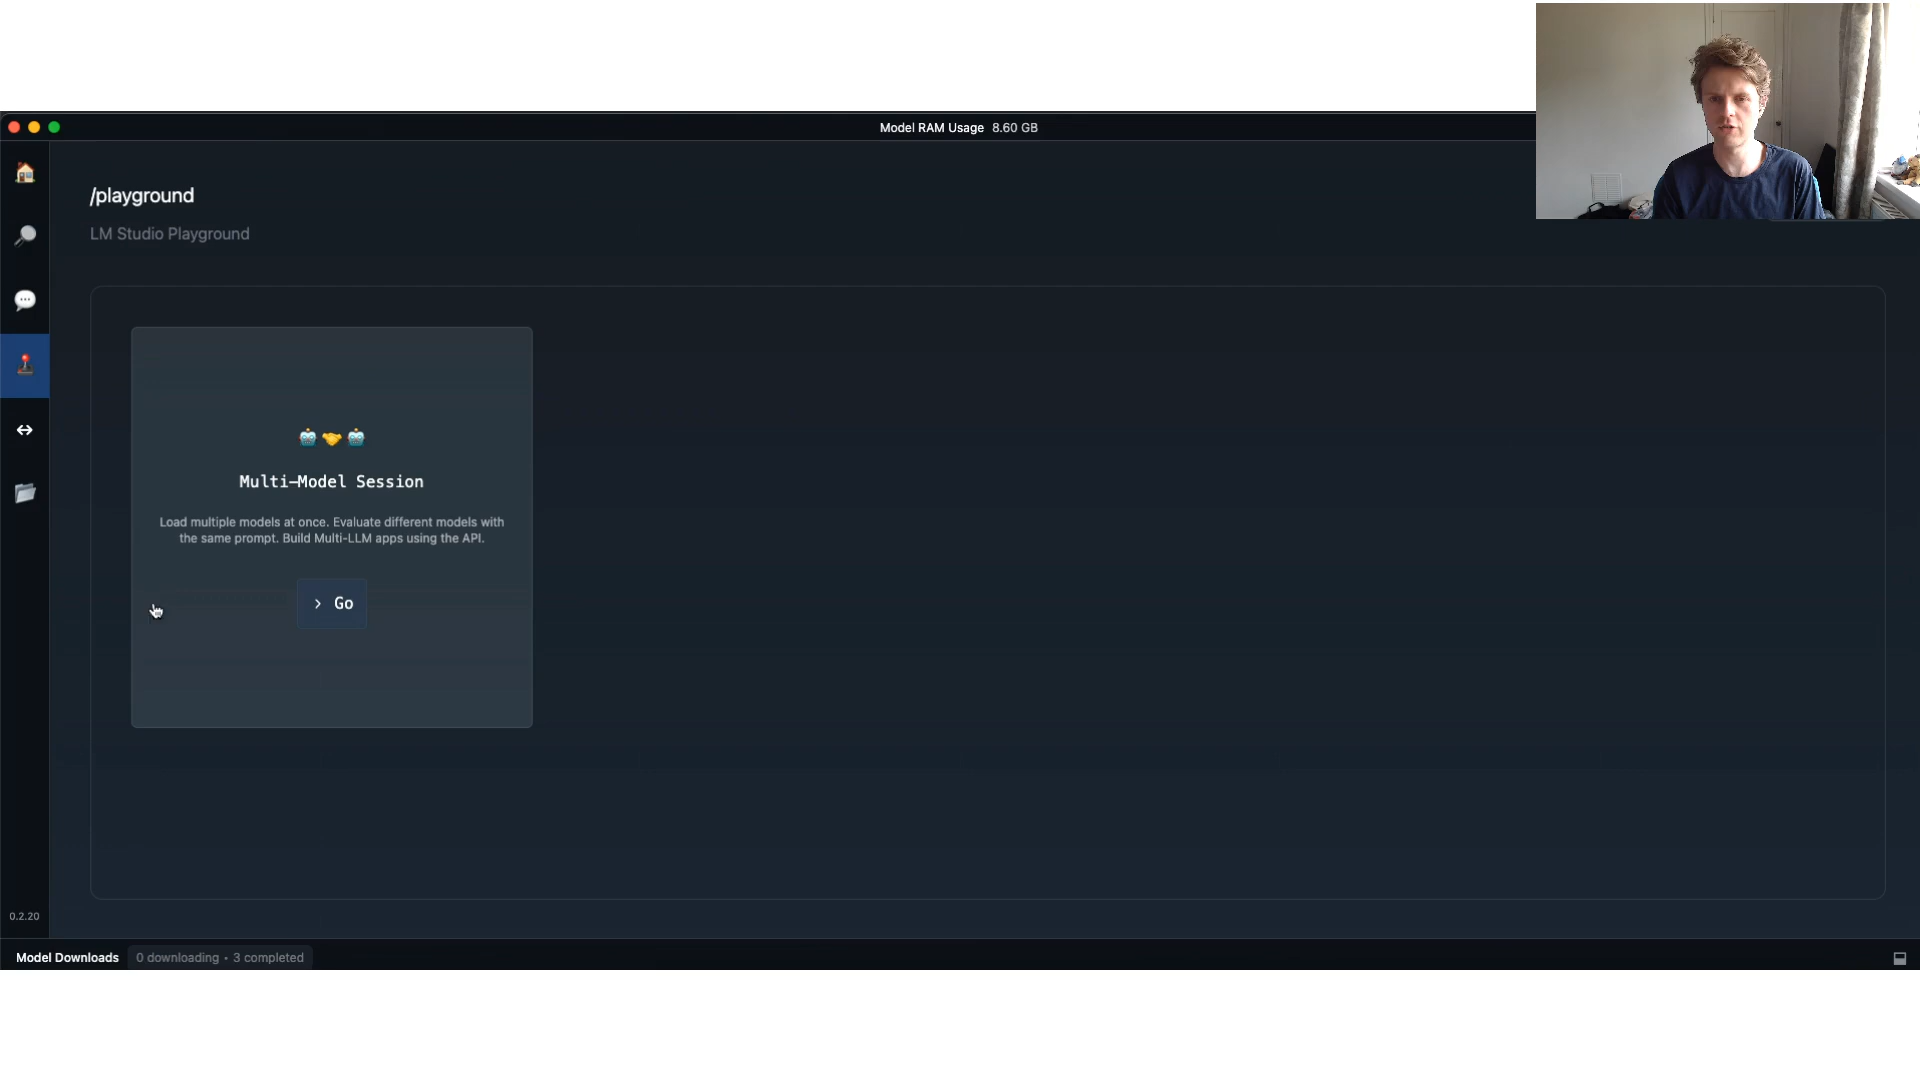 Model RAM Usage 8.60 GB
/playground
LM Studio Playground
Multi-Model Session
Load multiple models at once. Evaluate different models with
the same prompt. Build Multi-LLM apps using the API.
> Go
0.2.20
Model Downloads 0 downloading • 3 completed